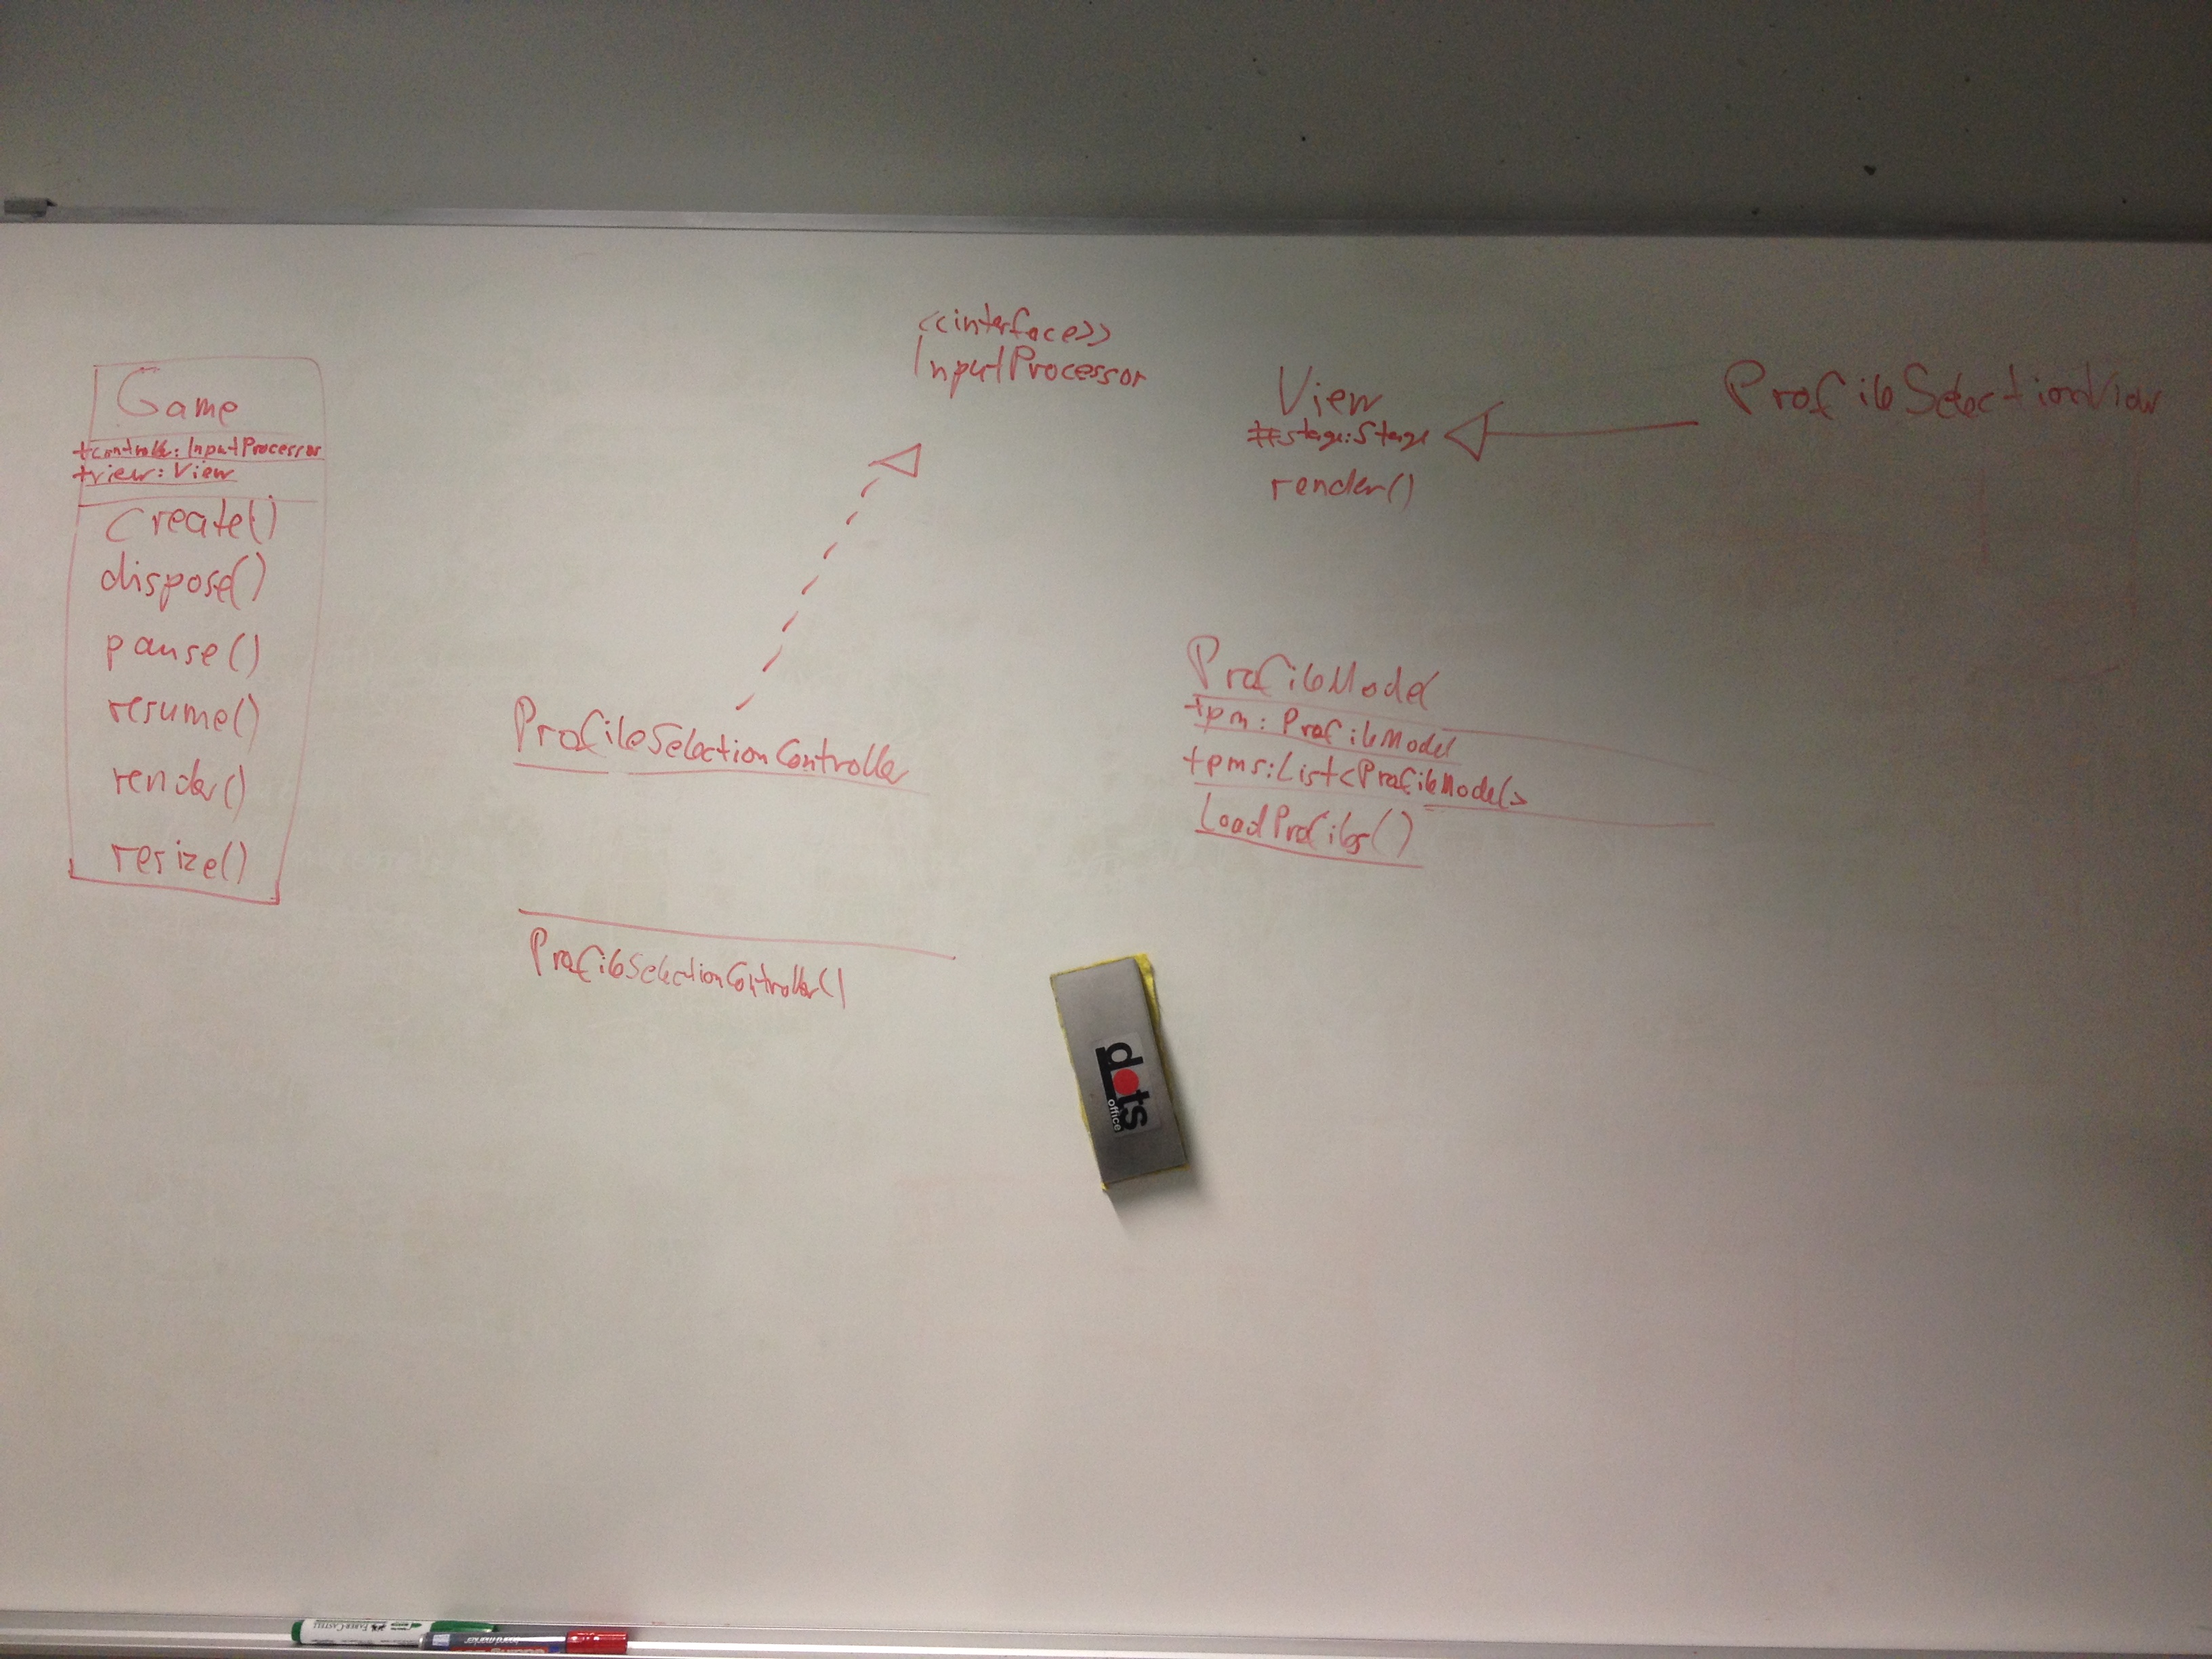 Game
+controller: InputProcessor
+view: View
create()
dispose()
pause()
resume()
render()
resize()
<<interface>>
InputProcessor
View
#stage: Stage
render()
ProfileSelectionView
ProfileSelectionController
ProfileSelectionController()
ProfileModel
+pm: ProfileModel
+pms: List<ProfileModel>
LoadProfiles()
dots
office
FABER-CASTELL